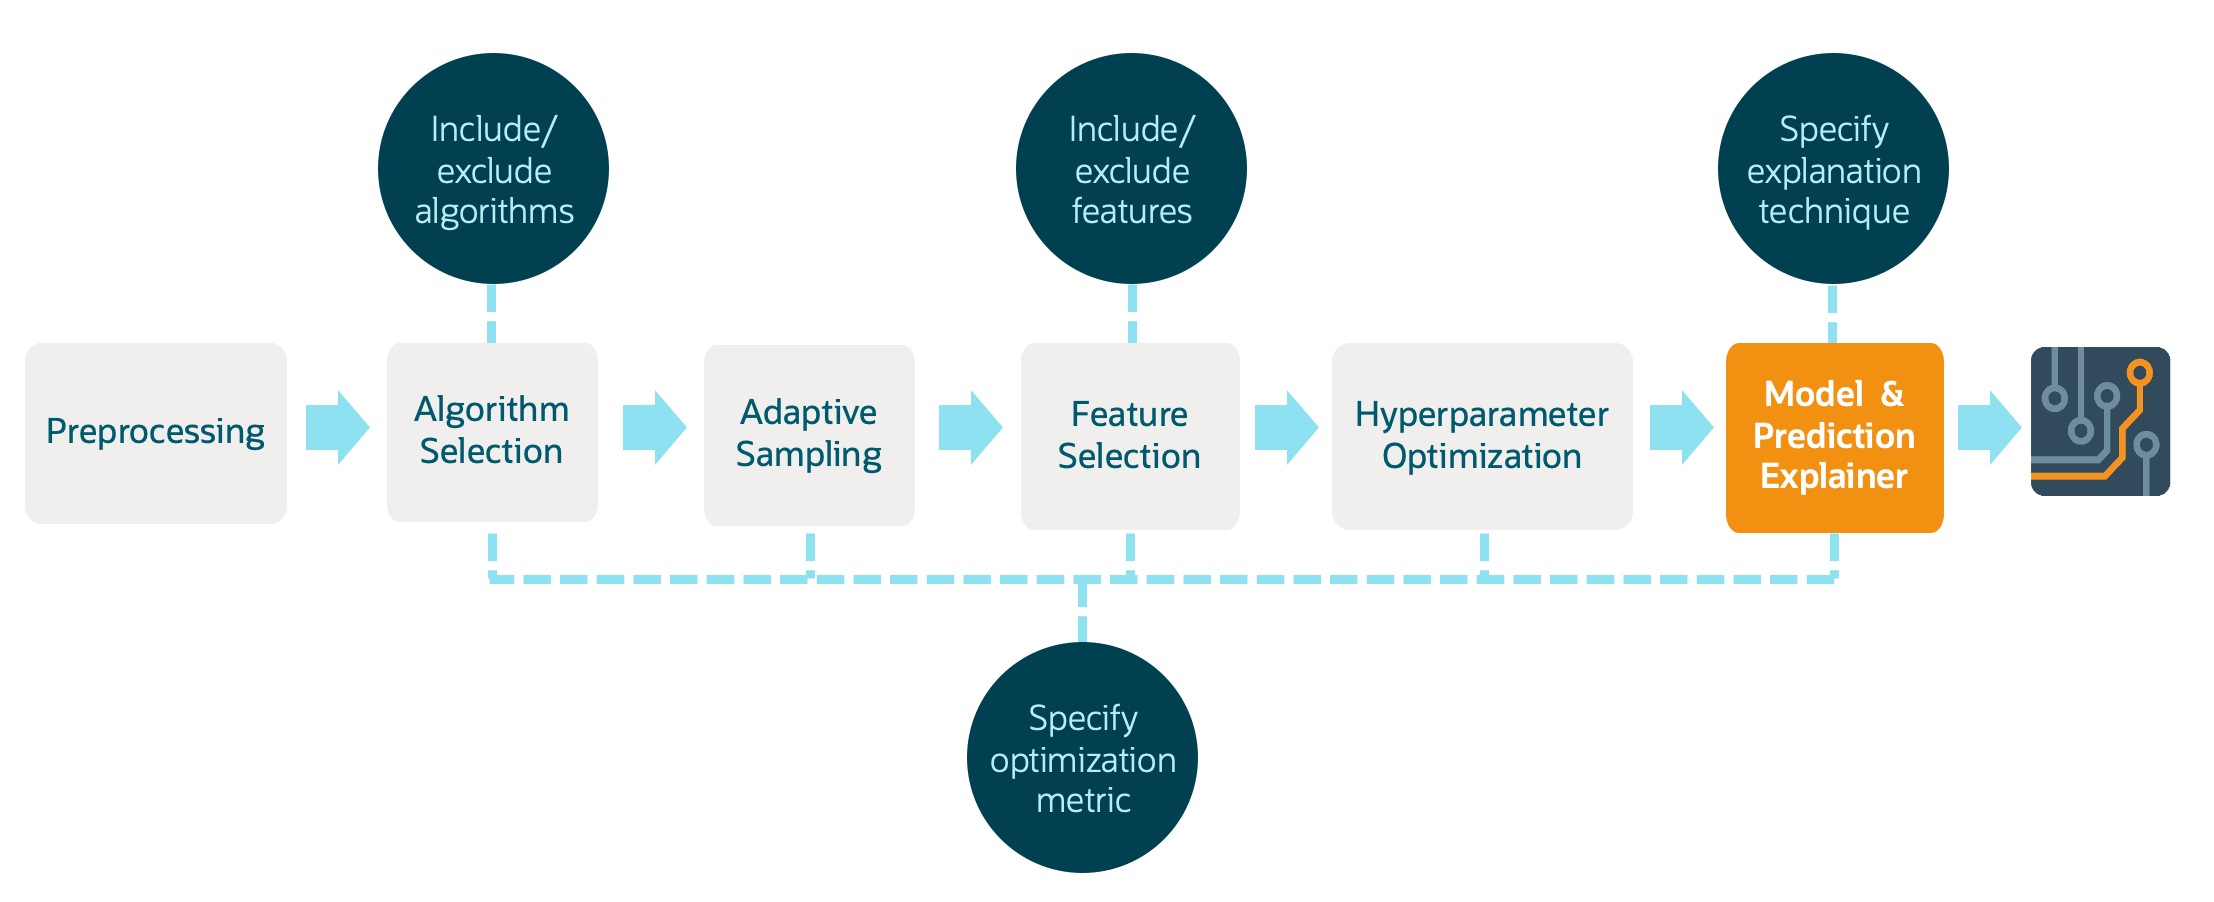 Include/
exclude
algorithms
Include/
exclude
features
Specify
explanation
technique
Preprocessing
Algorithm
Selection
Adaptive
Sampling
Feature
Selection
Hyperparameter
Optimization
Model &
Prediction
Explainer
Specify
optimization
metric